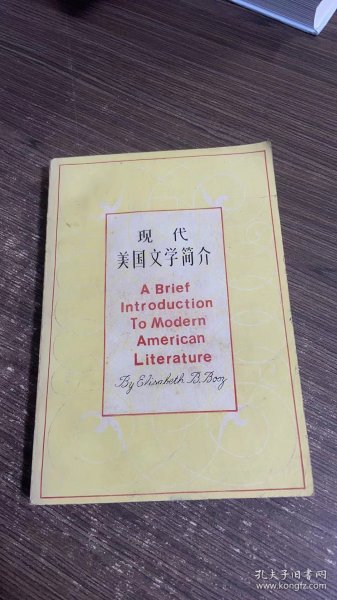 现代
美国文学简介
A Brief
Introduction
To Modern
American
Literature
By Elisabeth B. Booz
孔夫子旧书网
www.kongfz.com